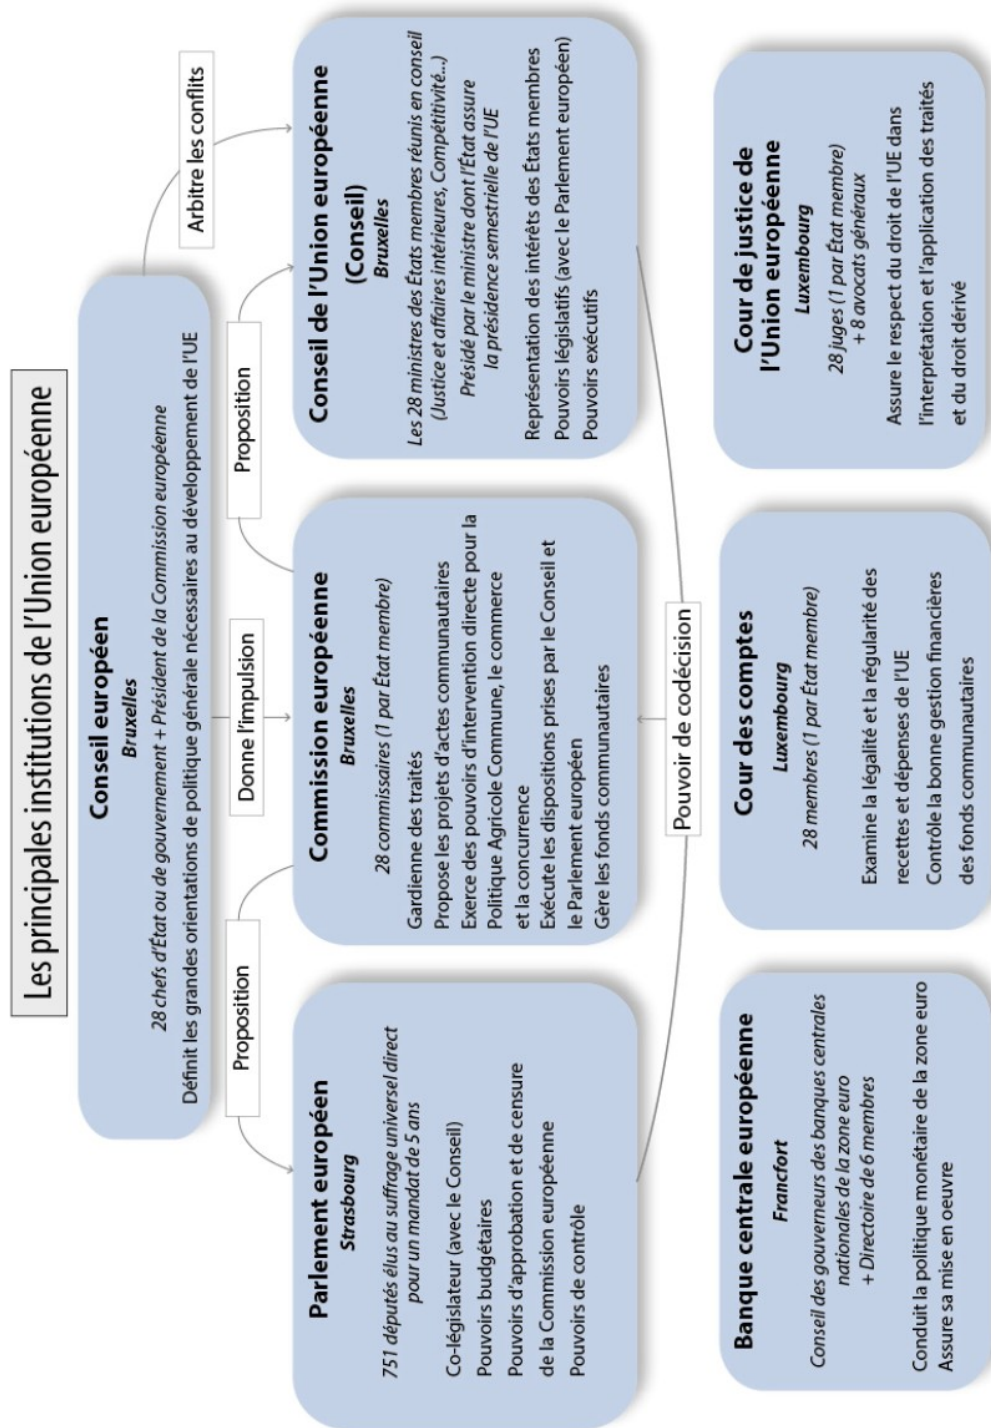 Les principales institutions de l'Union européenne
Conseil européen
Bruxelles
28 chefs d'État ou de gouvernement + Président de la Commission européenne
Définit les grandes orientations de politique générale nécessaires au développement de l'UE
Proposition
Donne l'impulsion
Proposition
Arbitre les conflits
Parlement européen
Strasbourg
751 députés élus au suffrage universel direct
pour un mandat de 5 ans
Co-législateur (avec le Conseil)
Pouvoirs budgétaires
Pouvoirs d'approbation et de censure
de la Commission européenne
Pouvoirs de contrôle
Commission européenne
Bruxelles
28 commissaires (1 par État membre)
Gardienne des traités
Propose les projets d'actes communautaires
Exerce des pouvoirs d'intervention directe pour la
Politique Agricole Commune, le commerce
et la concurrence
Exécute les dispositions prises par le Conseil et
le Parlement européen
Gère les fonds communautaires
Conseil de l'Union européenne
(Conseil)
Bruxelles
Les 28 ministres des États membres réunis en conseil
(Justice et affaires intérieures, Compétitivité...)
Présidé par le ministre dont l'État assure
la présidence semestrielle de l'UE
Représentation des intérêts des États membres
Pouvoirs législatifs (avec le Parlement européen)
Pouvoirs exécutifs
Pouvoir de codécision
Banque centrale européenne
Francfort
Conseil des gouverneurs des banques centrales
nationales de la zone euro
+ Directoire de 6 membres
Conduit la politique monétaire de la zone euro
Assure sa mise en oeuvre
Cour des comptes
Luxembourg
28 membres (1 par État membre)
Examine la légalité et la régularité des
recettes et dépenses de l'UE
Contrôle la bonne gestion financières
des fonds communautaires
Cour de justice de
l'Union européenne
Luxembourg
28 juges (1 par État membre)
+ 8 avocats généraux
Assure le respect du droit de l'UE dans
l'interprétation et l'application des traités
et du droit dérivé